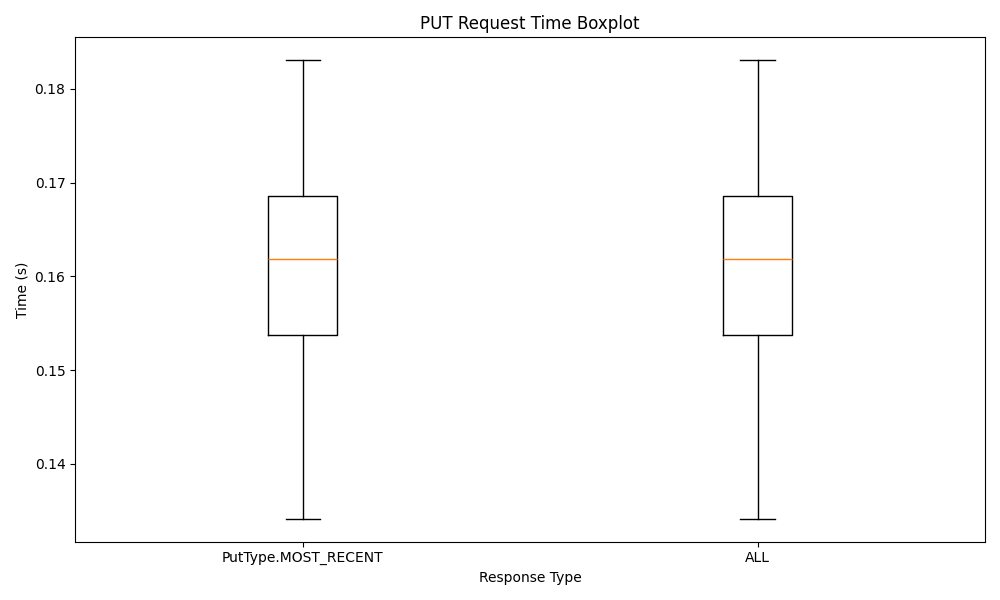 PUT Request Time Boxplot
0.18
0.17
0.16
0.15
0.14
Time (s)
PutType.MOST_RECENT
ALL
Response Type